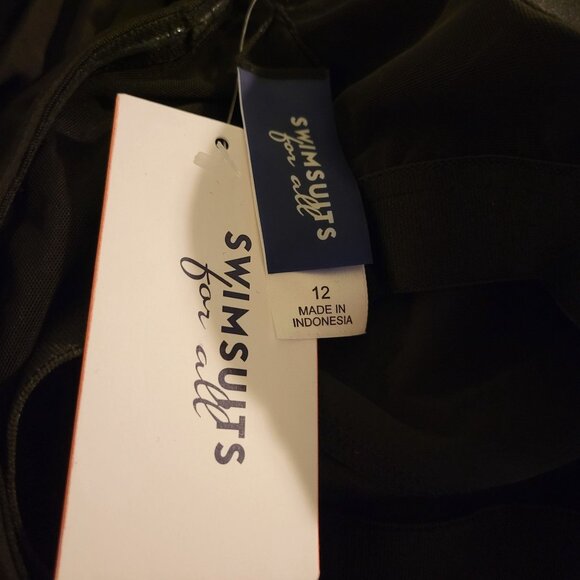 SWIMSUITS
for all
12
MADE IN
INDONESIA
SWIMSUITS
for all